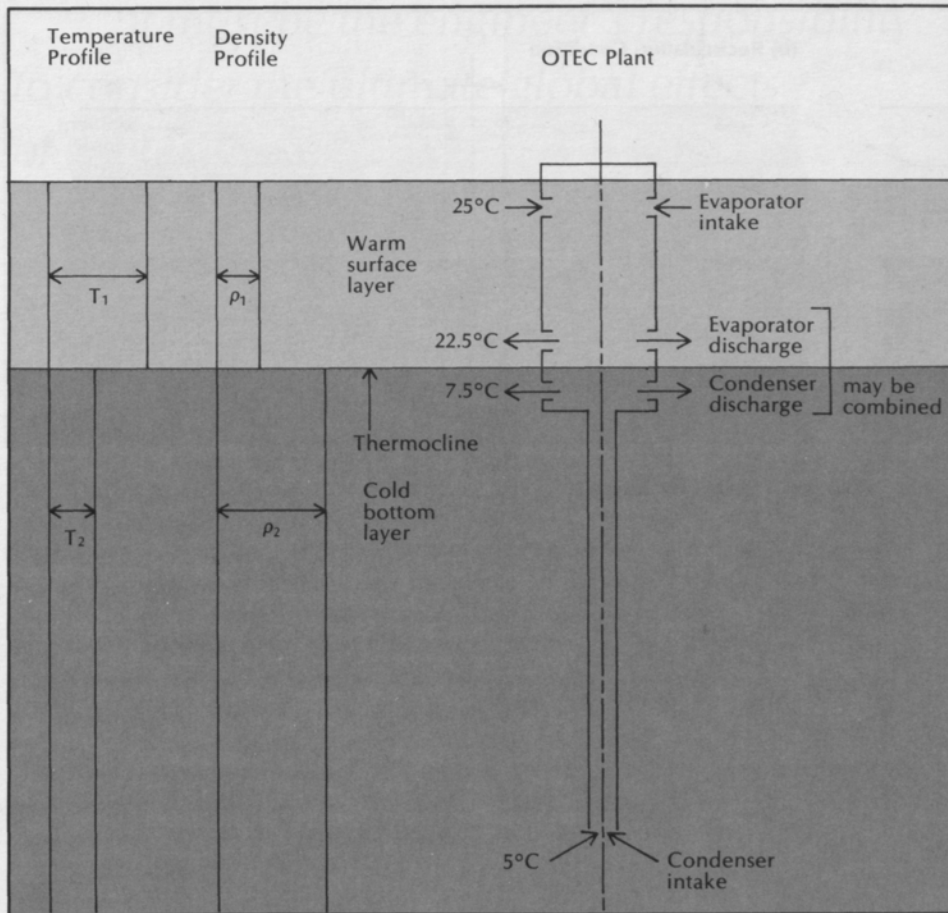 Temperature
Profile
Density
Profile
OTEC Plant
25°C
Evaporator
intake
Warm
surface
layer
T₁
ρ₁
22.5°C
Evaporator
discharge
7.5°C
Condenser
discharge
may be
combined
Thermocline
Cold
bottom
layer
T₂
ρ₂
5°C
Condenser
intake